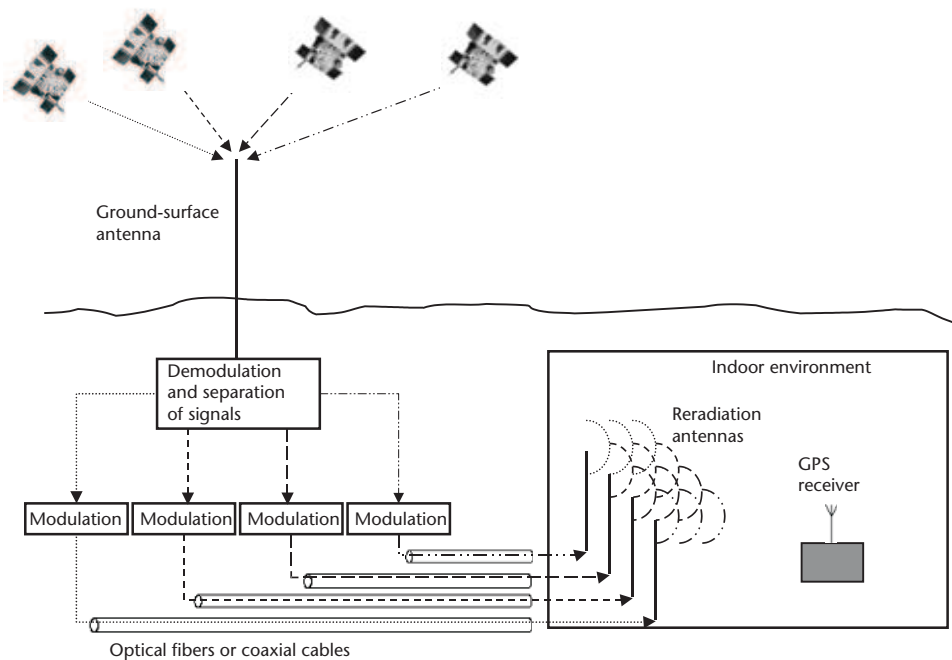 Ground-surface
antenna
Demodulation
and separation
of signals
Indoor environment
Reradiation
antennas
GPS
receiver
Modulation
Modulation
Modulation
Modulation
Optical fibers or coaxial cables